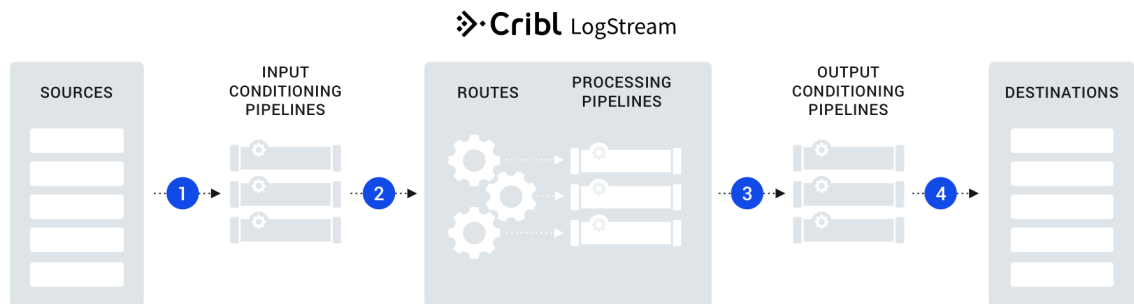 Cribl LogStream
SOURCES
INPUT
CONDITIONING
PIPELINES
ROUTES
PROCESSING
PIPELINES
OUTPUT
CONDITIONING
PIPELINES
DESTINATIONS
1
2
3
4